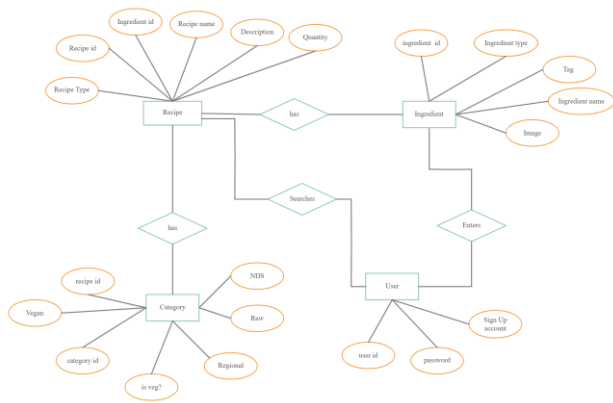 Ingredient id
Recipe name
Description
Quantity
Recipe id
Recipe Type
ingredient id
Ingredient type
Tag
Ingredient name
Image
Recipe
has
Ingredient
Searches
has
Enters
recipe id
NDS
User
Vegan
Category
Raw
Sign Up
account
category id
Regional
user id
password
is veg?